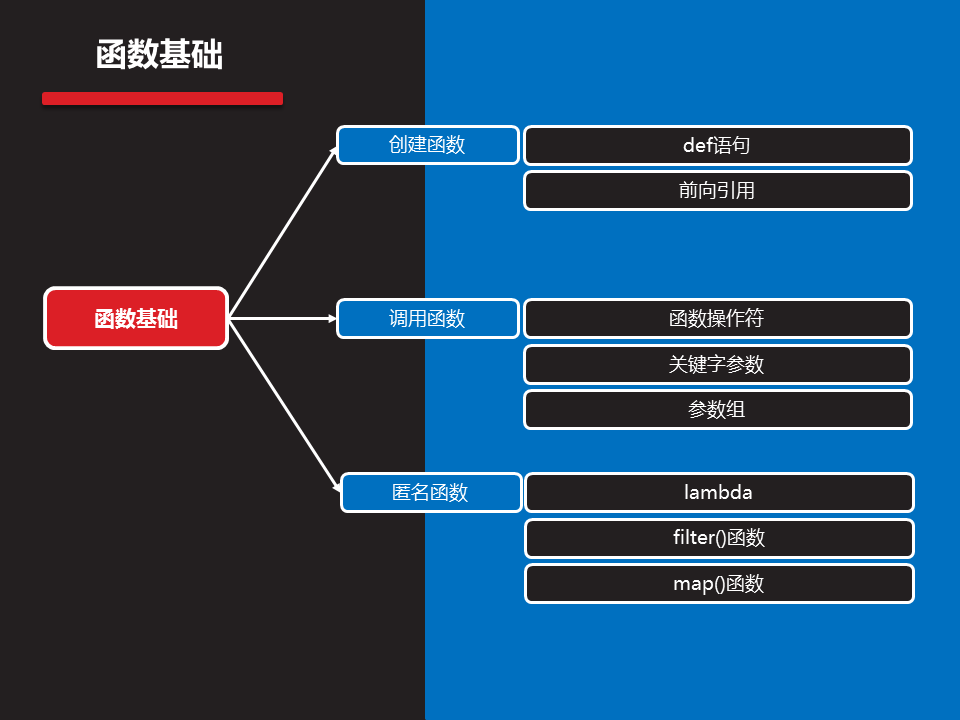 函数基础
函数基础
创建函数
def语句
前向引用
调用函数
函数操作符
关键字参数
参数组
匿名函数
lambda
filter()函数
map()函数